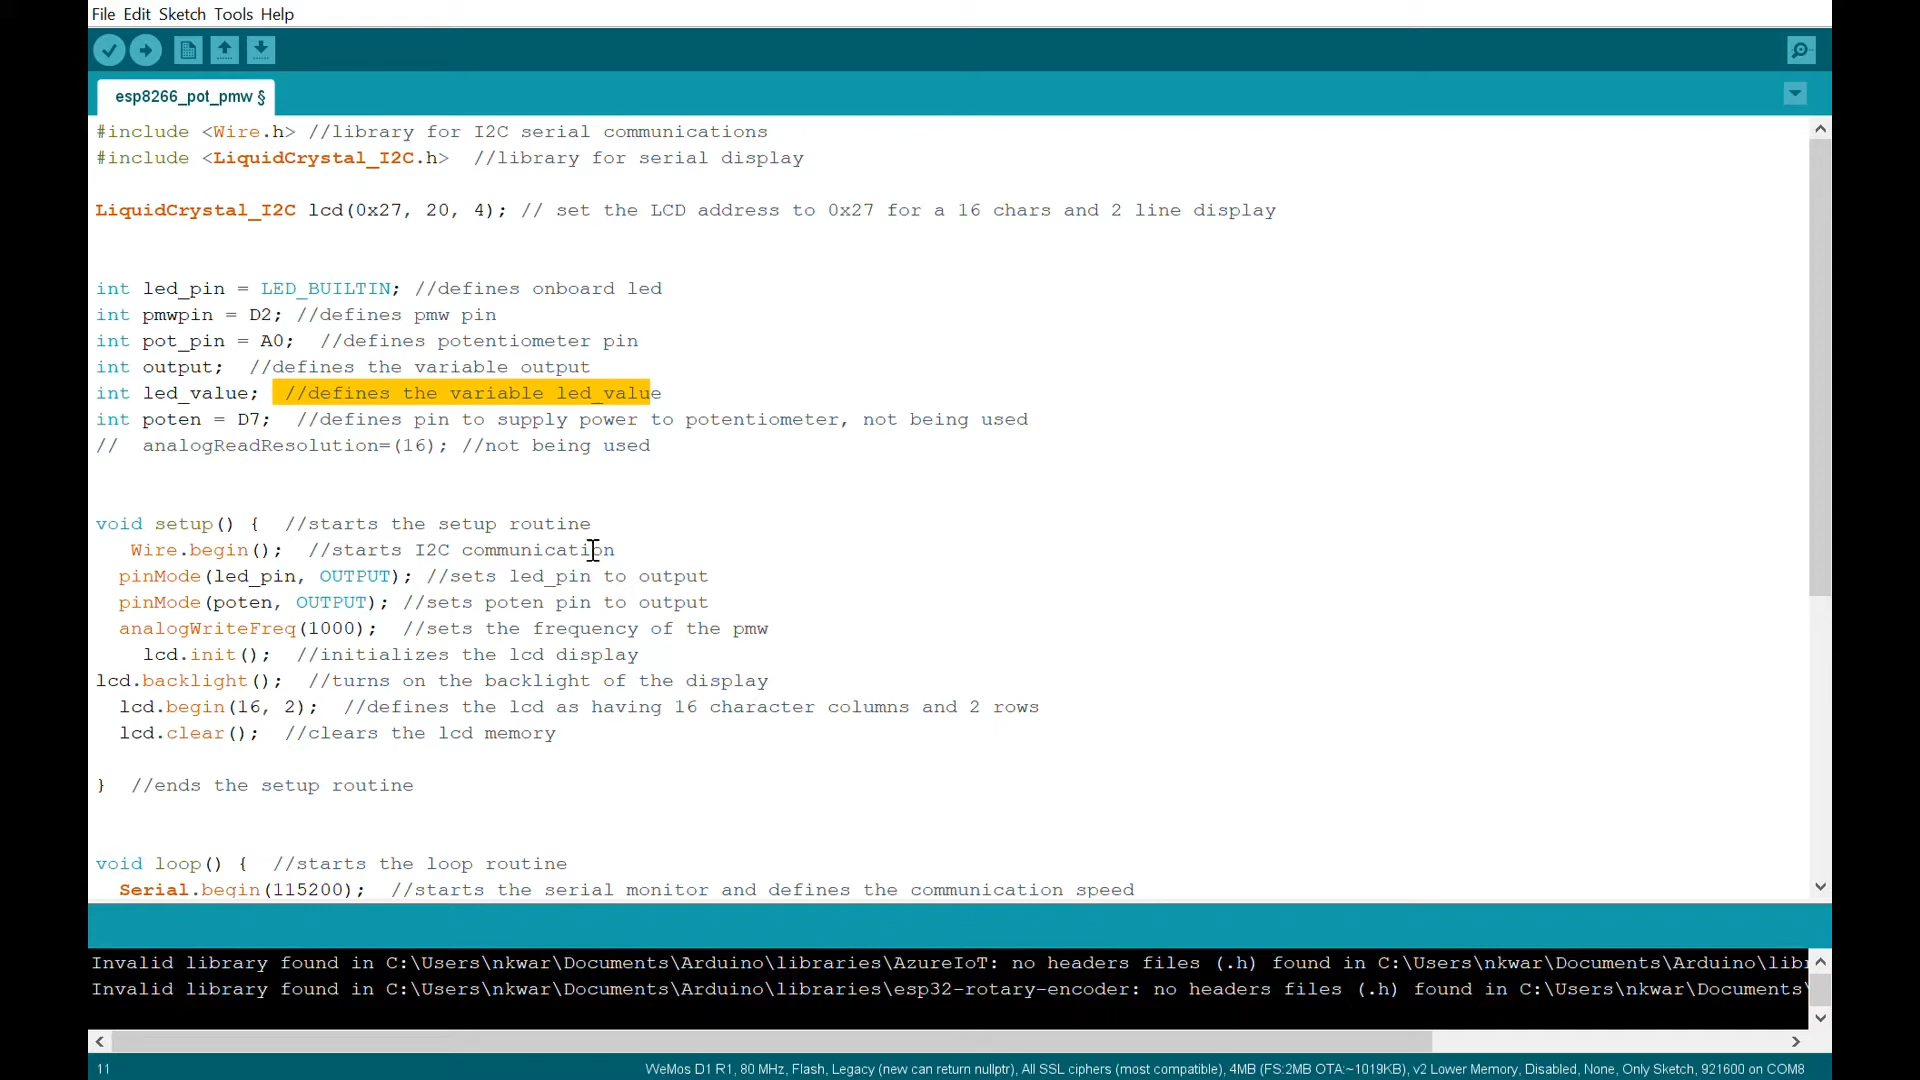 File Edit Sketch Tools Help
esp8266_pot_pmw §
#include <Wire.h> //library for I2C serial communications
#include <LiquidCrystal_I2C.h>  //library for serial display
LiquidCrystal_I2C lcd(0x27, 20, 4); // set the LCD address to 0x27 for a 16 chars and 2 line display
int led_pin = LED_BUILTIN; //defines onboard led
int pmwpin = D2; //defines pmw pin
int pot_pin = A0;  //defines potentiometer pin
int output;  //defines the variable output
int led_value;  //defines the variable led_value
int poten = D7;  //defines pin to supply power to potentiometer, not being used
//  analogReadResolution=(16); //not being used
void setup() {  //starts the setup routine
Wire.begin();  //starts I2C communication
pinMode(led_pin, OUTPUT); //sets led_pin to output
pinMode(poten, OUTPUT); //sets poten pin to output
analogWriteFreq(1000);  //sets the frequency of the pmw
lcd.init();  //initializes the lcd display
lcd.backlight();  //turns on the backlight of the display
lcd.begin(16, 2);  //defines the lcd as having 16 character columns and 2 rows
lcd.clear();  //clears the lcd memory
}  //ends the setup routine
void loop() {  //starts the loop routine
Serial.begin(115200);  //starts the serial monitor and defines the communication speed
Invalid library found in C:\Users\nkwar\Documents\Arduino\libraries\AzureIoT: no headers files (.h) found in C:\Users\nkwar\Documents\Arduino\lib
Invalid library found in C:\Users\nkwar\Documents\Arduino\libraries\esp32-rotary-encoder: no headers files (.h) found in C:\Users\nkwar\Documents\
11
WeMos D1 R1, 80 MHz, Flash, Legacy (new can return nullptr), All SSL ciphers (most compatible), 4MB (FS:2MB OTA:~1019KB), v2 Lower Memory, Disabled, None, Only Sketch, 921600 on COM8